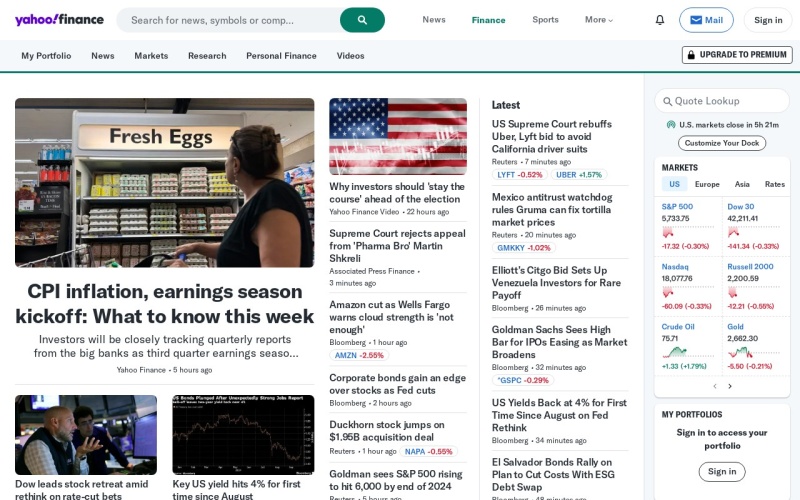 yahoo!finance
Search for news, symbols or comp...
News
Finance
Sports
More
Mail
Sign in
My Portfolio
News
Markets
Research
Personal Finance
Videos
UPGRADE TO PREMIUM
Fresh Eggs
CPI inflation, earnings season
kickoff: What to know this week
Investors will be closely tracking quarterly reports
from the big banks as third quarter earnings seaso...
Yahoo Finance • 5 hours ago
Dow leads stock retreat amid
rethink on rate-cut bets
US Bonds Plunged After Unexpectedly Strong Jobs Report
Key US yield hits 4% for first
time since August
Why investors should 'stay the
course' ahead of the election
Yahoo Finance Video • 22 hours ago
Supreme Court rejects appeal
from 'Pharma Bro' Martin
Shkreli
Associated Press Finance •
3 minutes ago
Amazon cut as Wells Fargo
warns cloud strength is 'not
enough'
Bloomberg • 1 hour ago
AMZN -2.55%
Corporate bonds gain an edge
over stocks as Fed cuts
Bloomberg • 2 hours ago
Duckhorn stock jumps on
$1.95B acquisition deal
Reuters • 1 hour ago
NAPA -0.55%
Goldman sees S&P 500 rising
to hit 6,000 by end of 2024
Reuters • 5 hours ago
Latest
US Supreme Court rebuffs
Uber, Lyft bid to avoid
California driver suits
Reuters • 7 minutes ago
LYFT -0.52%
UBER +1.57%
Mexico antitrust watchdog
rules Gruma can fix tortilla
market prices
Reuters • 20 minutes ago
GMKKY -1.02%
Elliott's Citgo Bid Sets Up
Venezuela Investors for Rare
Payoff
Bloomberg • 26 minutes ago
Goldman Sachs Sees High
Bar for IPOs Easing as Market
Broadens
Bloomberg • 32 minutes ago
^GSPC -0.29%
US Yields Back at 4% for First
Time Since August on Fed
Rethink
Bloomberg • 34 minutes ago
El Salvador Bonds Rally on
Plan to Cut Costs With ESG
Debt Swap
Bloomberg • 48 minutes ago
Quote Lookup
U.S. markets close in 5h 21m
Customize Your Dock
MARKETS
US
Europe
Asia
Rates
S&P 500
5,733.75
-17.32 (-0.30%)
Dow 30
42,211.41
-141.34 (-0.33%)
Nasdaq
18,077.76
-60.09 (-0.33%)
Russell 2000
2,200.59
-12.21 (-0.55%)
Crude Oil
75.71
+1.33 (+1.79%)
Gold
2,662.30
-5.50 (-0.21%)
MY PORTFOLIOS
Sign in to access your
portfolio
Sign in